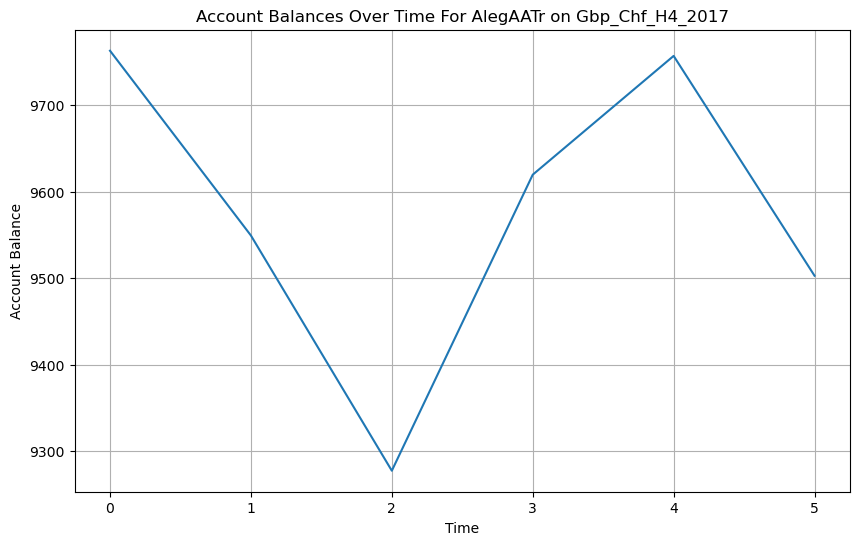 Account Balances Over Time For AlegAATr on Gbp_Chf_H4_2017
Account Balance
9700
9600
9500
9400
9300
0 1 2 3 4 5
Time